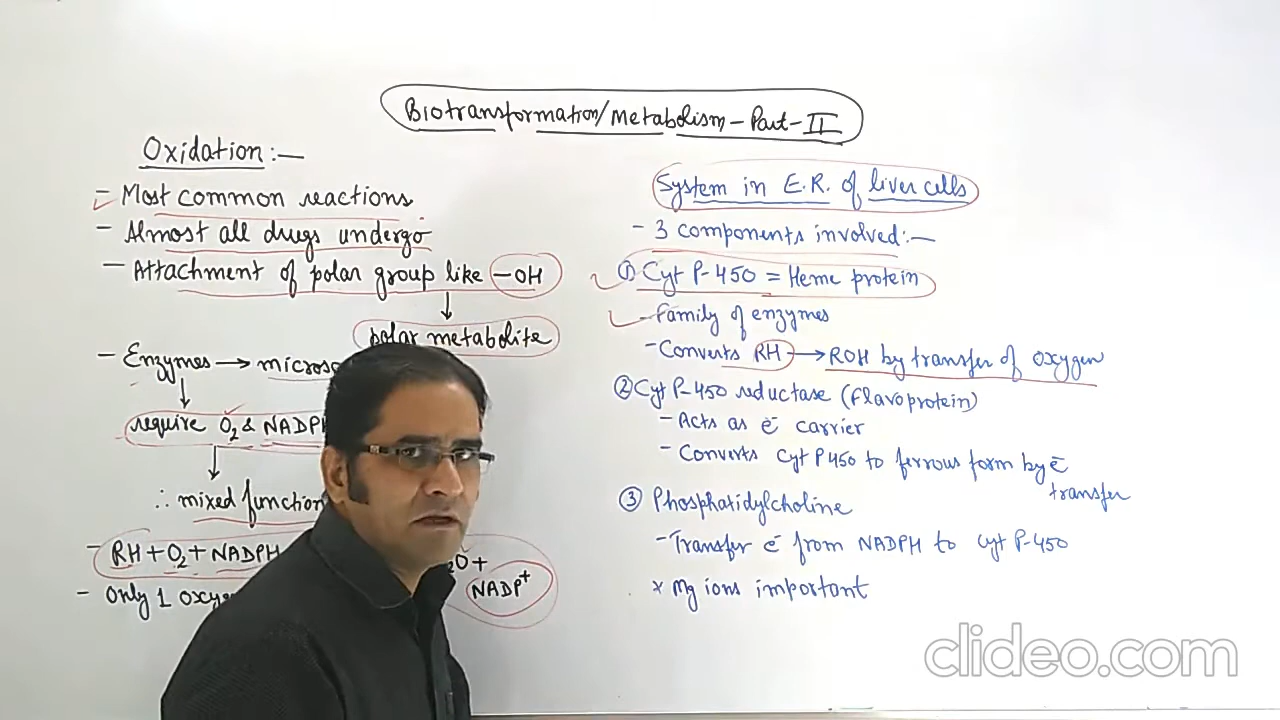 Biotransformation/Metabolism - Part - II
Oxidation :-
- Most common reactions
- Almost all drugs undergo
- Attachment of polar group like -OH
↓
polar metabolite
- Enzymes →
↓
require O2 & NADPH
↓
∴ mixed function
- RH + O2 + NADPH
NADP+
- Only 1
System in E.R. of liver cells
- 3 components involved :-
1) Cyt P-450 = Heme protein
- Family of enzymes
- Converts RH → ROH by transfer of oxygen
② Cyt P-450 reductase (Flavoprotein)
- Acts as e- carrier
- Converts Cyt P450 to ferrous form by e-
transfer
③ Phosphatidylcholine
- Transfer e- from NADPH to Cyt P-450
* Mg ions important
clideo.com